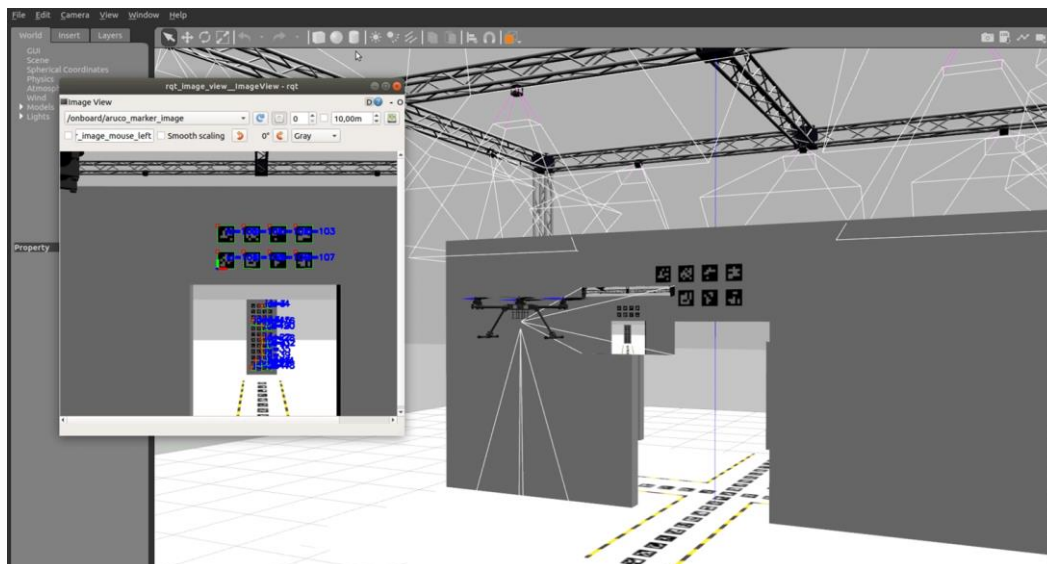 File Edit Camera View Window Help
World Insert Layers
GUI
Scene
Spherical Coordinates
Physics
Wind
Models
Lights
Property
rqt_image_view__ImageView - rqt
Image View
/onboard/aruco_marker_image
0
10,00m
r_image_mouse_left
Smooth scaling
0°
Gray
103
107